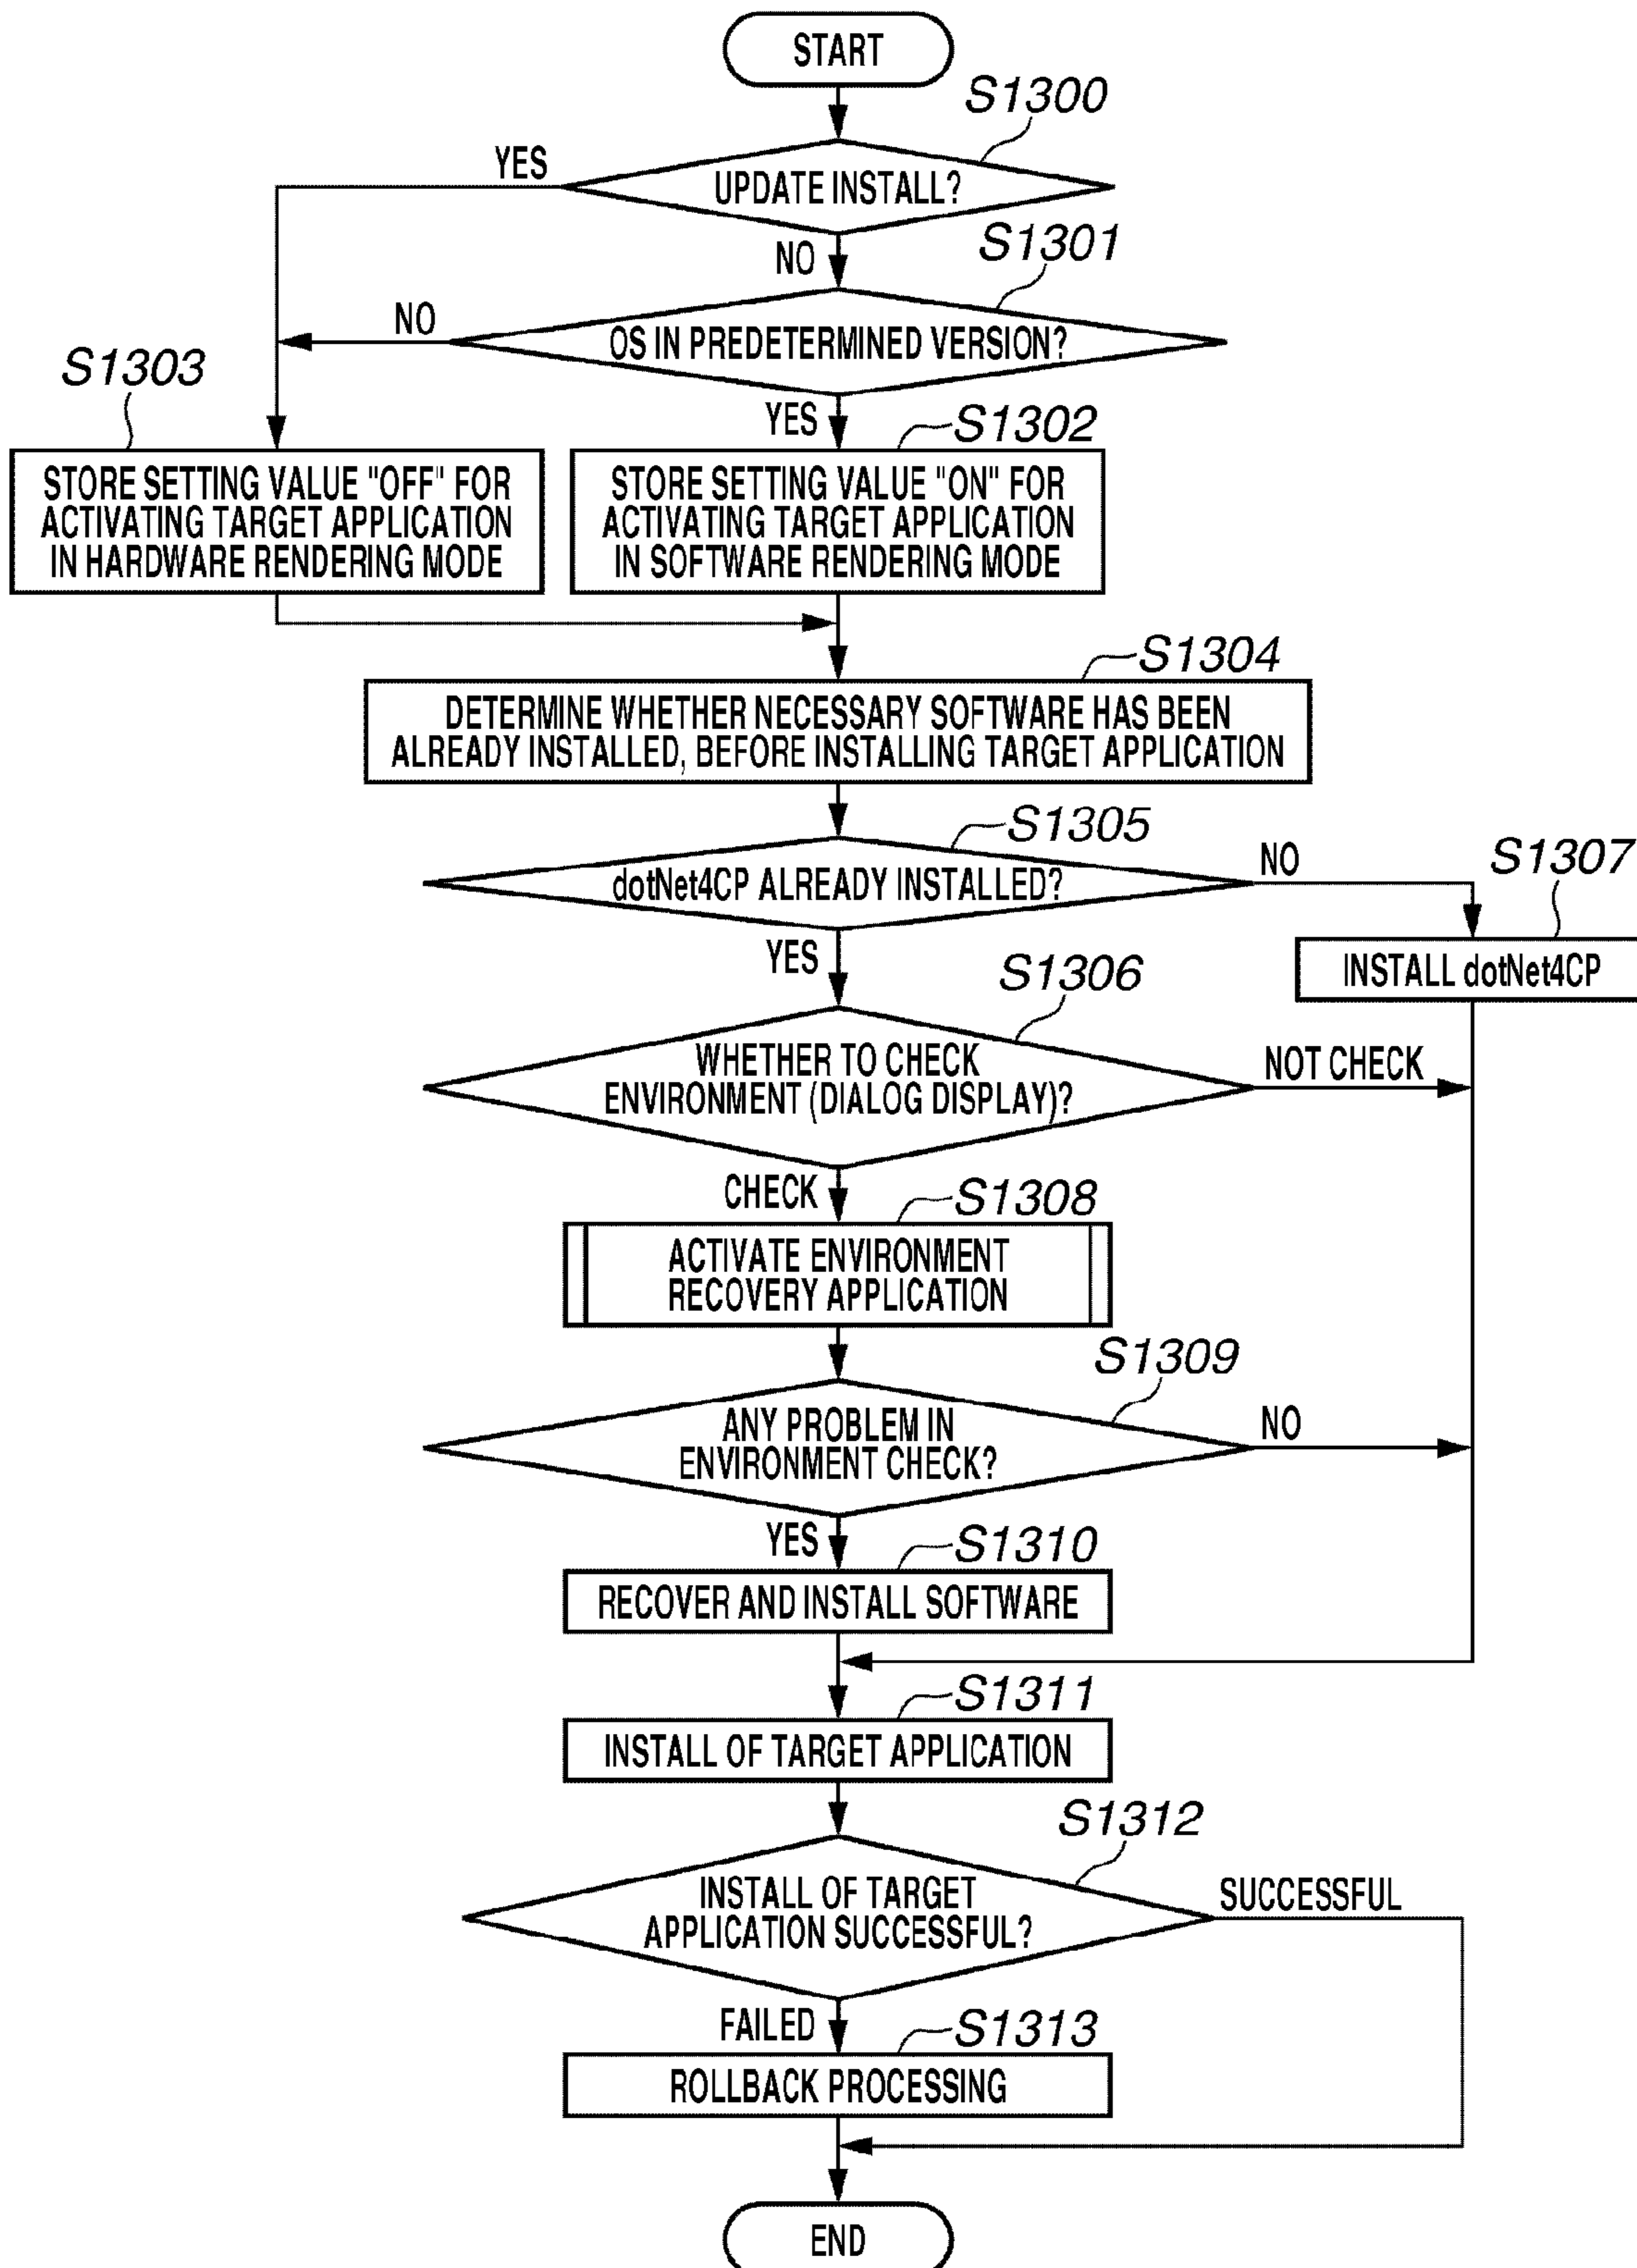 START
S1300
YES
UPDATE INSTALL?
NO
S1301
NO
OS IN PREDETERMINED VERSION?
S1303
YES
S1302
STORE SETTING VALUE "OFF" FOR
ACTIVATING TARGET APPLICATION
IN HARDWARE RENDERING MODE
STORE SETTING VALUE "ON" FOR
ACTIVATING TARGET APPLICATION
IN SOFTWARE RENDERING MODE
S1304
DETERMINE WHETHER NECESSARY SOFTWARE HAS BEEN
ALREADY INSTALLED, BEFORE INSTALLING TARGET APPLICATION
S1305
dotNet4CP ALREADY INSTALLED?
NO
S1307
YES
INSTALL dotNet4CP
S1306
WHETHER TO CHECK
ENVIRONMENT (DIALOG DISPLAY)?
NOT CHECK
CHECK
S1308
ACTIVATE ENVIRONMENT
RECOVERY APPLICATION
S1309
ANY PROBLEM IN
ENVIRONMENT CHECK?
NO
YES
S1310
RECOVER AND INSTALL SOFTWARE
S1311
INSTALL OF TARGET APPLICATION
S1312
INSTALL OF TARGET
APPLICATION SUCCESSFUL?
SUCCESSFUL
FAILED
S1313
ROLLBACK PROCESSING
END